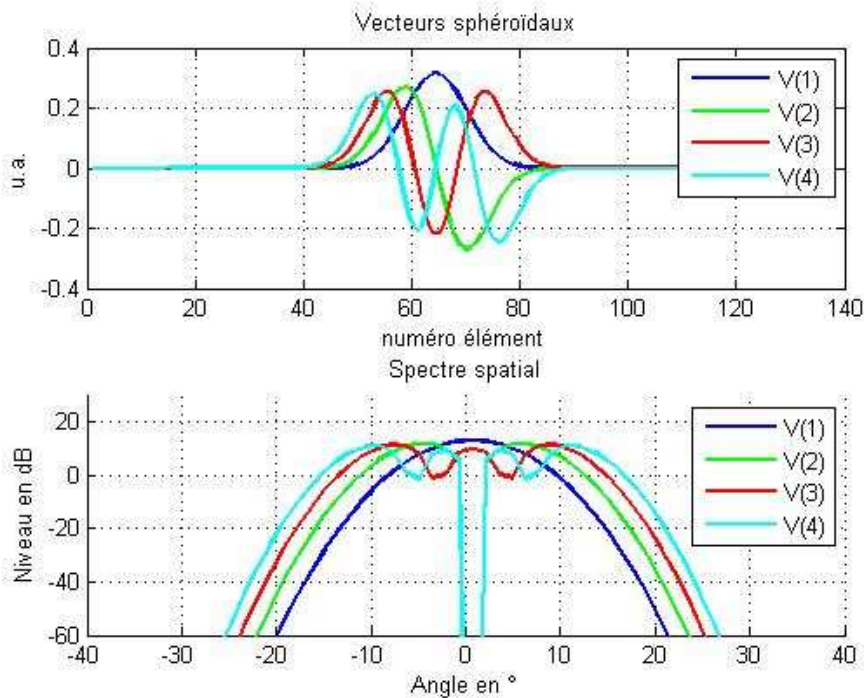 Vecteurs sphéroïdaux
0.4
0.2
0
-0.2
-0.4
u.a.
V(1)
V(2)
V(3)
V(4)
0 20 40 60 80 100 120 140
numéro élément
Spectre spatial
20
0
-20
-40
-60
Niveau en dB
V(1)
V(2)
V(3)
V(4)
-40 -30 -20 -10 0 10 20 30 40
Angle en °